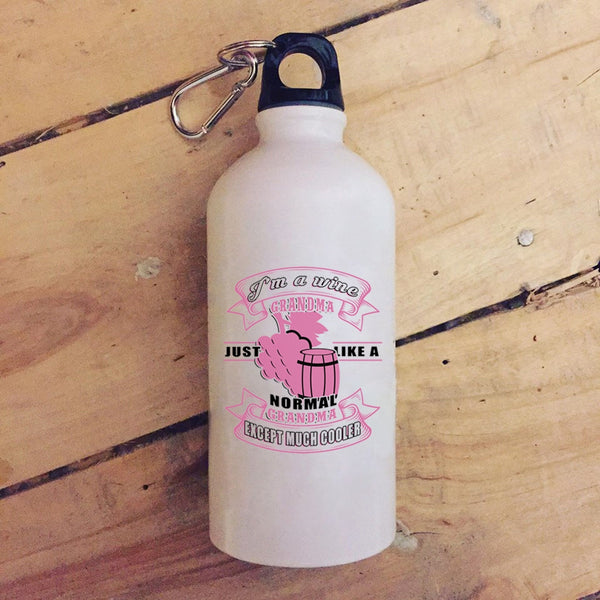 I'm a wine
GRANDMA
JUST LIKE A
NORMAL
GRANDMA
EXCEPT MUCH COOLER